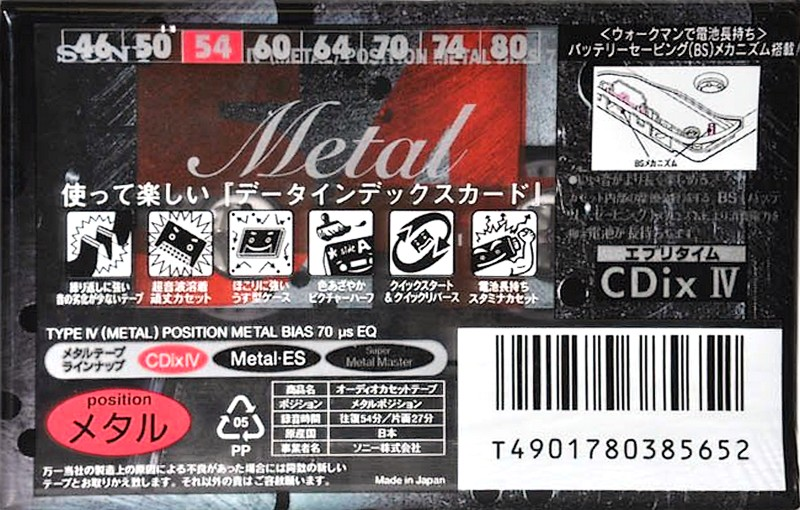 46 50 54 60 64 70 74 80
SONY
IV (METAL) POSITION METAL BIAS 7
Metal
<ウォークマンで電池長持ち>
バッテリーセービング(BS)メカニズム搭載
BSメカニズム
エブリタイム
CDix IV
使って楽しい「データインデックスカード」
繰り返しに強い
音の劣化が少ないテープ
超音波溶着
頑丈カセット
ほこりに強い
うす型ケース
side A
色あざやか
ピクチャーハーフ
クイックスタート
&クイックリバース
電池長持ち
スタミナカセット
TYPE IV (METAL) POSITION METAL BIAS 70 µs EQ
メタルテープ
ラインナップ
CDixIV
Metal-ES
Super
Metal Master
position
メタル
05
PP
商品名 オーディオカセットテープ
ポジション メタルポジション
録音時間 往復54分/片面27分
原産国 日本
事業者名 ソニー株式会社
万一当社の製造上の原因による不良があった場合には同数の新しい
テープとお取りかえ致します。それ以外の責はご容赦願います。
Made in Japan
T4901780385652